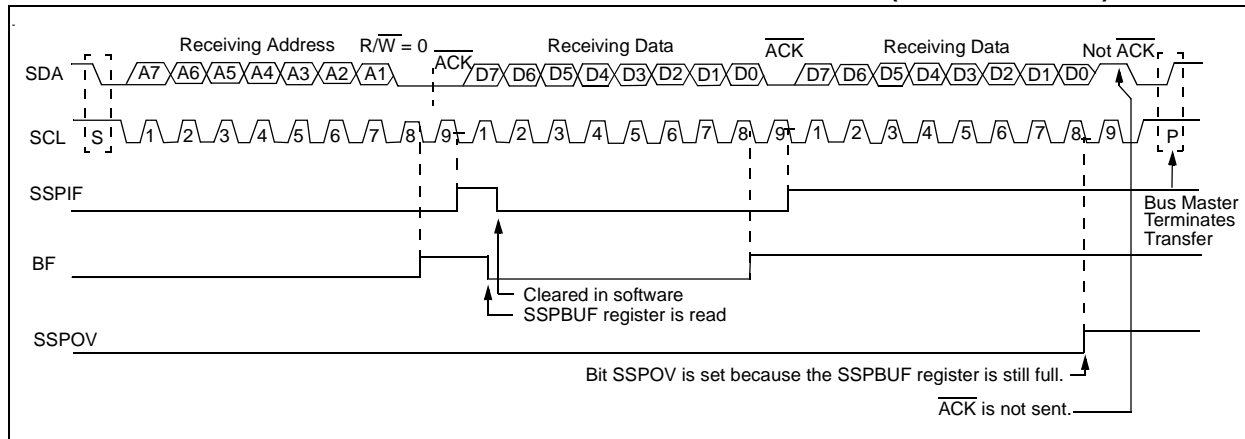 Receiving Address R/W = 0 ACK Receiving Data ACK Receiving Data Not ACK
SDA A7 A6 A5 A4 A3 A2 A1 D7 D6 D5 D4 D3 D2 D1 D0 D7 D6 D5 D4 D3 D2 D1 D0
SCL S 1 2 3 4 5 6 7 8 9 1 2 3 4 5 6 7 8 9 1 2 3 4 5 6 7 8 9 P
SSPIF
Bus Master
Terminates
Transfer
BF
Cleared in software
SSPBUF register is read
SSPOV
Bit SSPOV is set because the SSPBUF register is still full.
ACK is not sent.